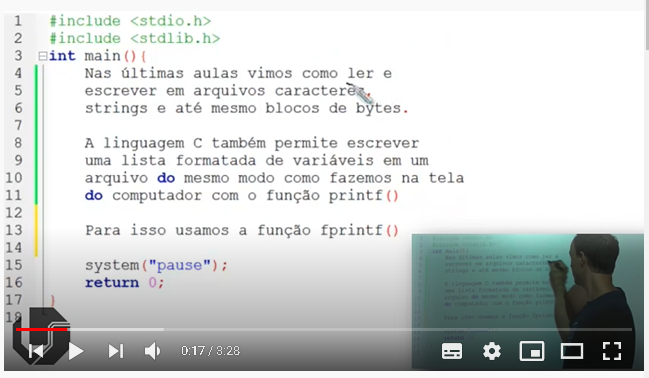 1 #include <stdio.h>
2 #include <stdlib.h>
3 int main(){
4 Nas últimas aulas vimos como ler e
5 escrever em arquivos caracteres,
6 strings e até mesmo blocos de bytes.
7
8 A linguagem C também permite escrever
9 uma lista formatada de variáveis em um
10 arquivo do mesmo modo como fazemos na tela
11 do computador com o função printf()
12
13 Para isso usamos a função fprintf()
14
15 system("pause");
16 return 0;
17 }
18
0:17 / 3:28